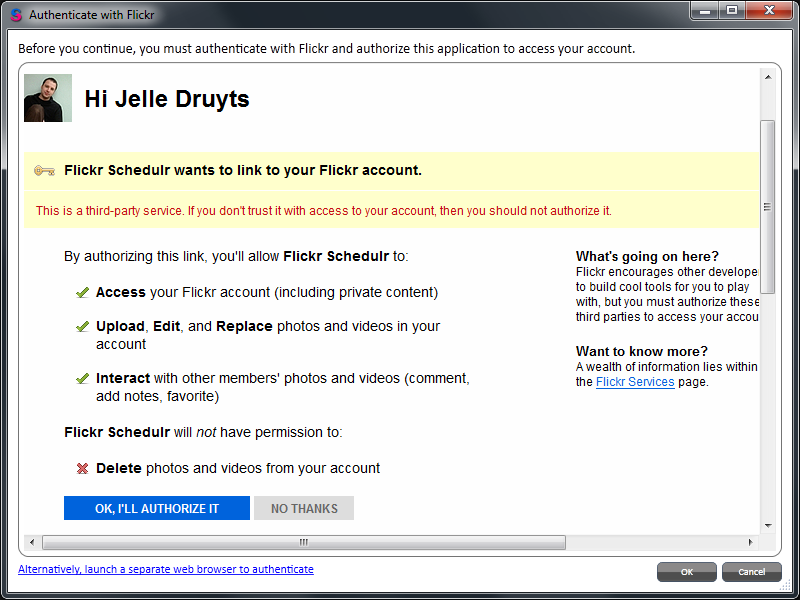 Authenticate with Flickr
Before you continue, you must authenticate with Flickr and authorize this application to access your account.
Hi Jelle Druyts
Flickr Schedulr wants to link to your Flickr account.
This is a third-party service. If you don't trust it with access to your account, then you should not authorize it.
By authorizing this link, you'll allow Flickr Schedulr to:
Access your Flickr account (including private content)
Upload, Edit, and Replace photos and videos in your
account
Interact with other members' photos and videos (comment,
add notes, favorite)
Flickr Schedulr will not have permission to:
Delete photos and videos from your account
OK, I'LL AUTHORIZE IT
NO THANKS
What's going on here?
Flickr encourages other develope
to build cool tools for you to play
with, but you must authorize these
third parties to access your accou
Want to know more?
A wealth of information lies within
the Flickr Services page.
Alternatively, launch a separate web browser to authenticate
OK
Cancel